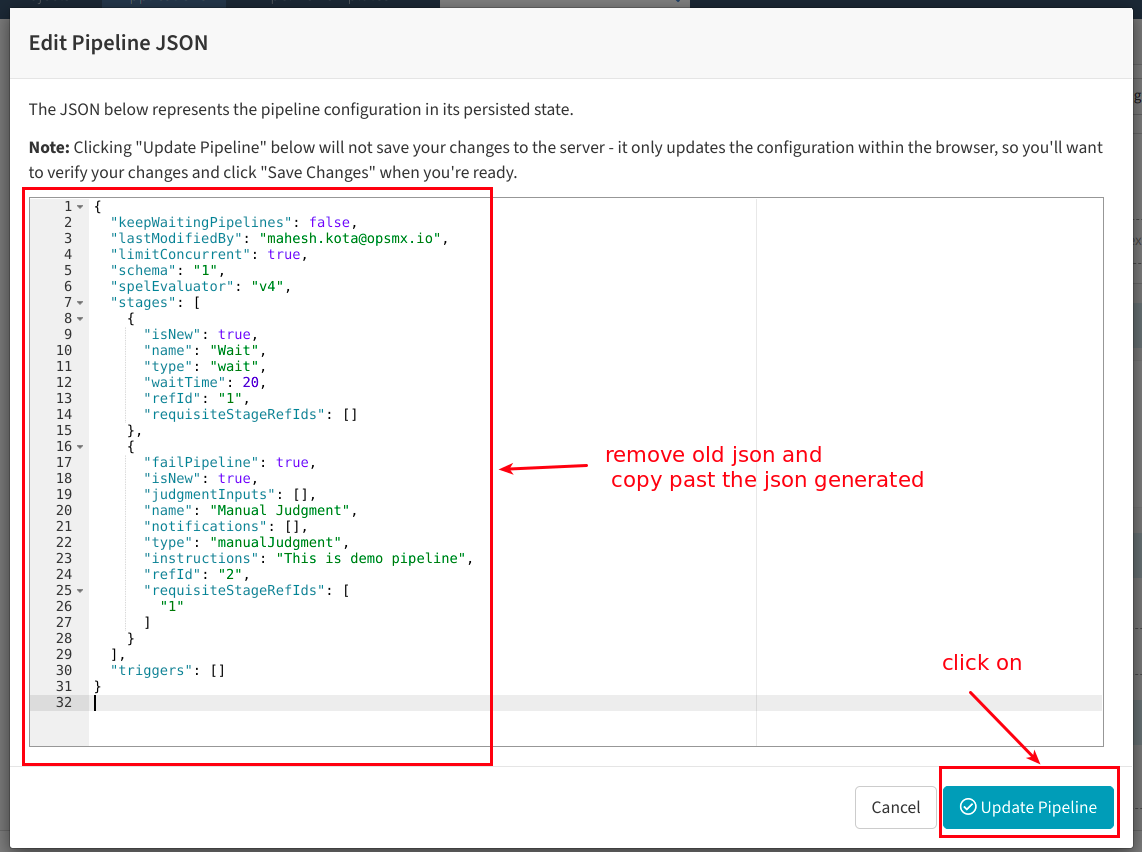 Edit Pipeline JSON
The JSON below represents the pipeline configuration in its persisted state.
Note: Clicking "Update Pipeline" below will not save your changes to the server - it only updates the configuration within the browser, so you'll want
to verify your changes and click "Save Changes" when you're ready.
1 {
2   "keepWaitingPipelines": false,
3   "lastModifiedBy": "mahesh.kota@opsmx.io",
4   "limitConcurrent": true,
5   "schema": "1",
6   "spelEvaluator": "v4",
7   "stages": [
8     {
9       "isNew": true,
10       "name": "Wait",
11       "type": "wait",
12       "waitTime": 20,
13       "refId": "1",
14       "requisiteStageRefIds": []
15     },
16     {
17       "failPipeline": true,
18       "isNew": true,
19       "judgmentInputs": [],
20       "name": "Manual Judgment",
21       "notifications": [],
22       "type": "manualJudgment",
23       "instructions": "This is demo pipeline",
24       "refId": "2",
25       "requisiteStageRefIds": [
26         "1"
27       ]
28     }
29   ],
30   "triggers": []
31 }
32
remove old json and
copy past the json generated
click on
Cancel
Update Pipeline